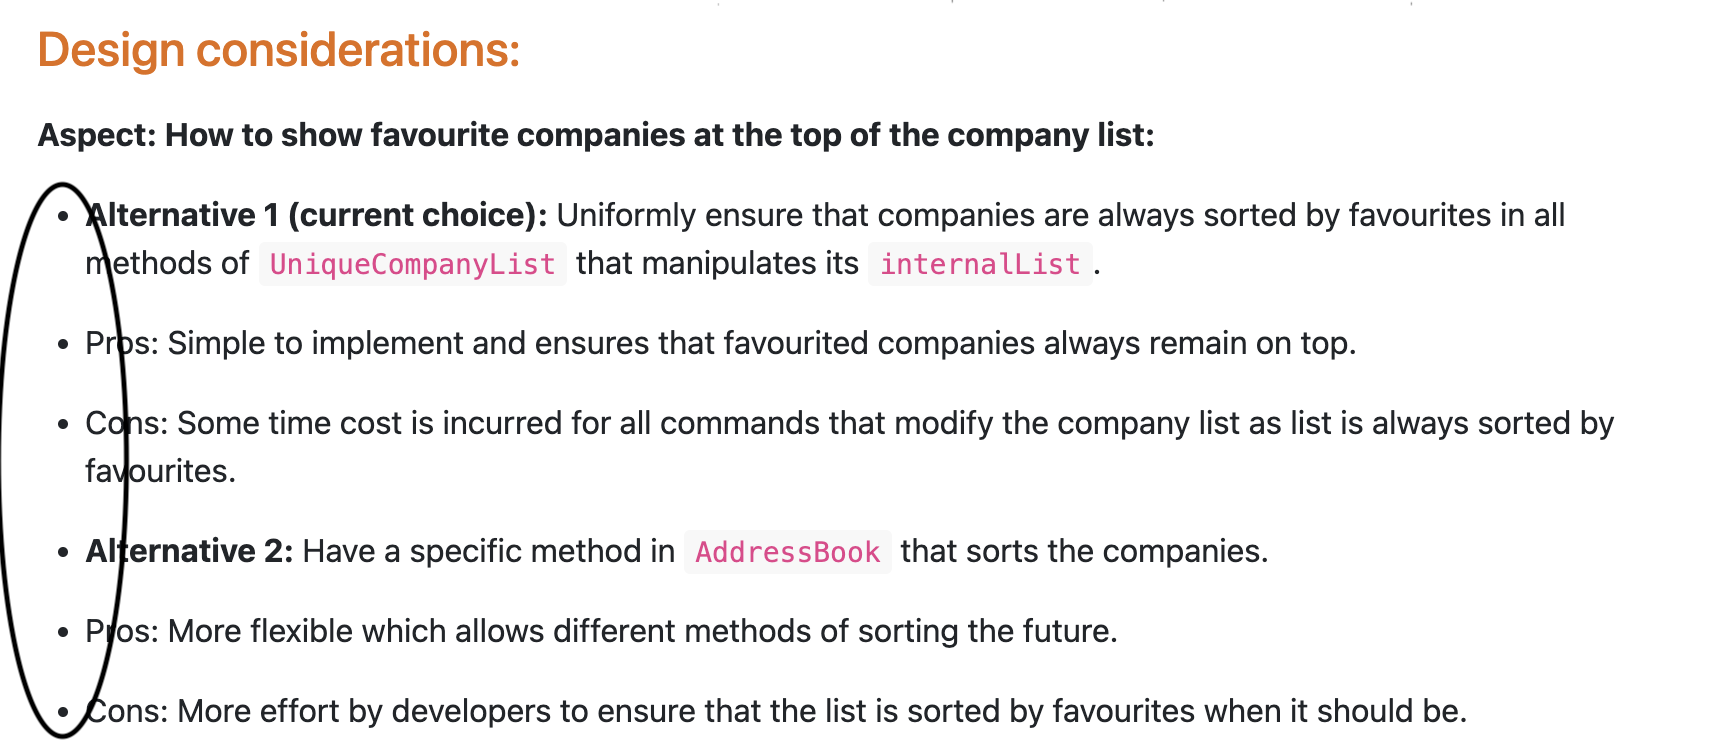 Design considerations:
Aspect: How to show favourite companies at the top of the company list:
• Alternative 1 (current choice): Uniformly ensure that companies are always sorted by favourites in all
methods of UniqueCompanyList that manipulates its internalList .
• Pros: Simple to implement and ensures that favourited companies always remain on top.
• Cons: Some time cost is incurred for all commands that modify the company list as list is always sorted by
favourites.
• Alternative 2: Have a specific method in AddressBook that sorts the companies.
• Pros: More flexible which allows different methods of sorting the future.
• Cons: More effort by developers to ensure that the list is sorted by favourites when it should be.